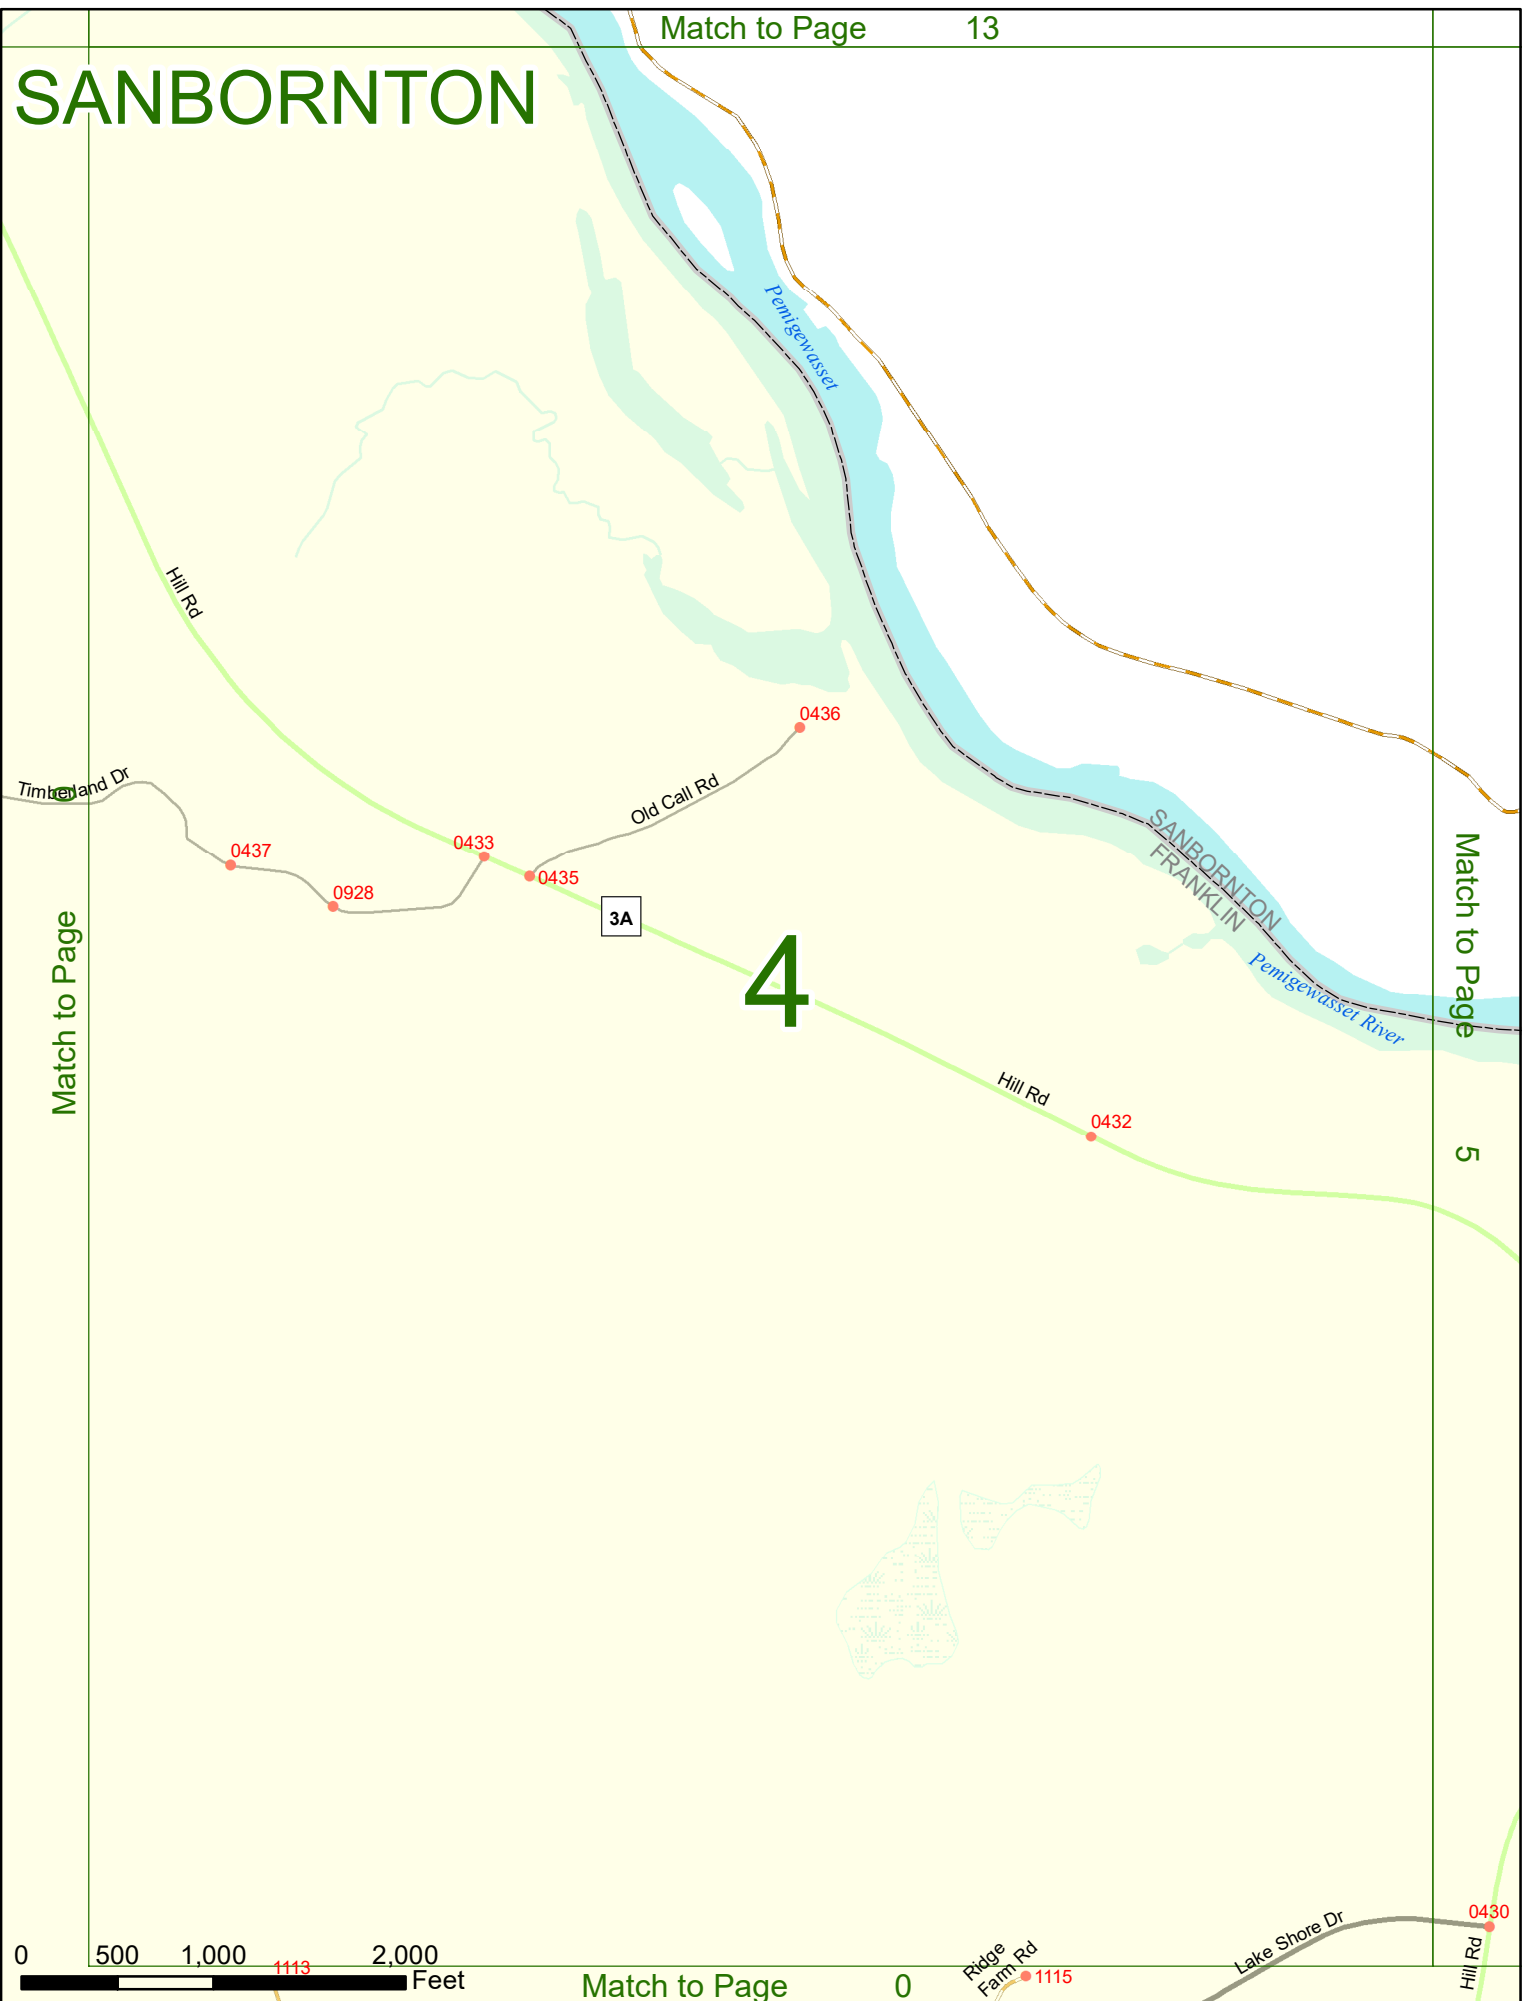 Match to Page 13
SANBORNTON
Pemigewasset
Hill Rd
0436
Timberland Dr
0
Old Call Rd
0437
0433
0435
0928
3A
4
SANBORNTON
FRANKLIN
Pemigewasset River
Match to Page
Match to Page
5
Hill Rd
0432
0430
Lake Shore Dr
Hill Rd
Ridge
Farm Rd
1115
0 500 1,000 2,000
1113
Feet
Match to Page 0